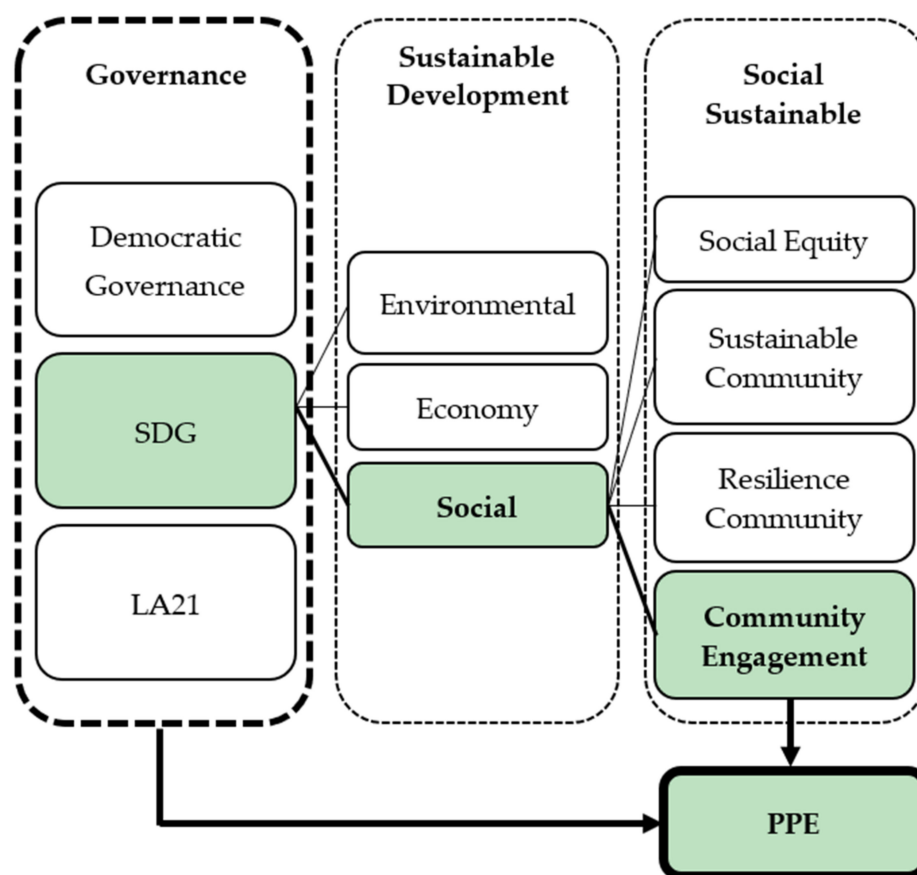 Governance
Democratic
Governance
SDG
LA21
Sustainable
Development
Environmental
Economy
Social
Social
Sustainable
Social Equity
Sustainable
Community
Resilience
Community
Community
Engagement
PPE